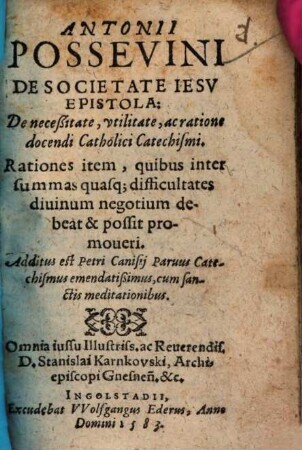 ANTONII
POSSEVINI
DE SOCIETATE IESV
EPISTOLA:
De neceßitate, vtilitate, ac ratione
docendi Catholici Catechismi.
Rationes item, quibus inter
summas quasq; difficultates
diuinum negotium de-
beat & possit pro-
moueri.
Additus est Petri Canisij Paruus Cate-
chismus emendatißimus, cum san-
ctis meditationibus.
Omnia iussu Illustriss. ac Reuerendiss.
D. Stanislai Karnkovski, Archi-
episcopi Gnesneñ, &c.
INGOLSTADII,
Excudebat VVolfgangus Ederus, Anno
Domini 1583.